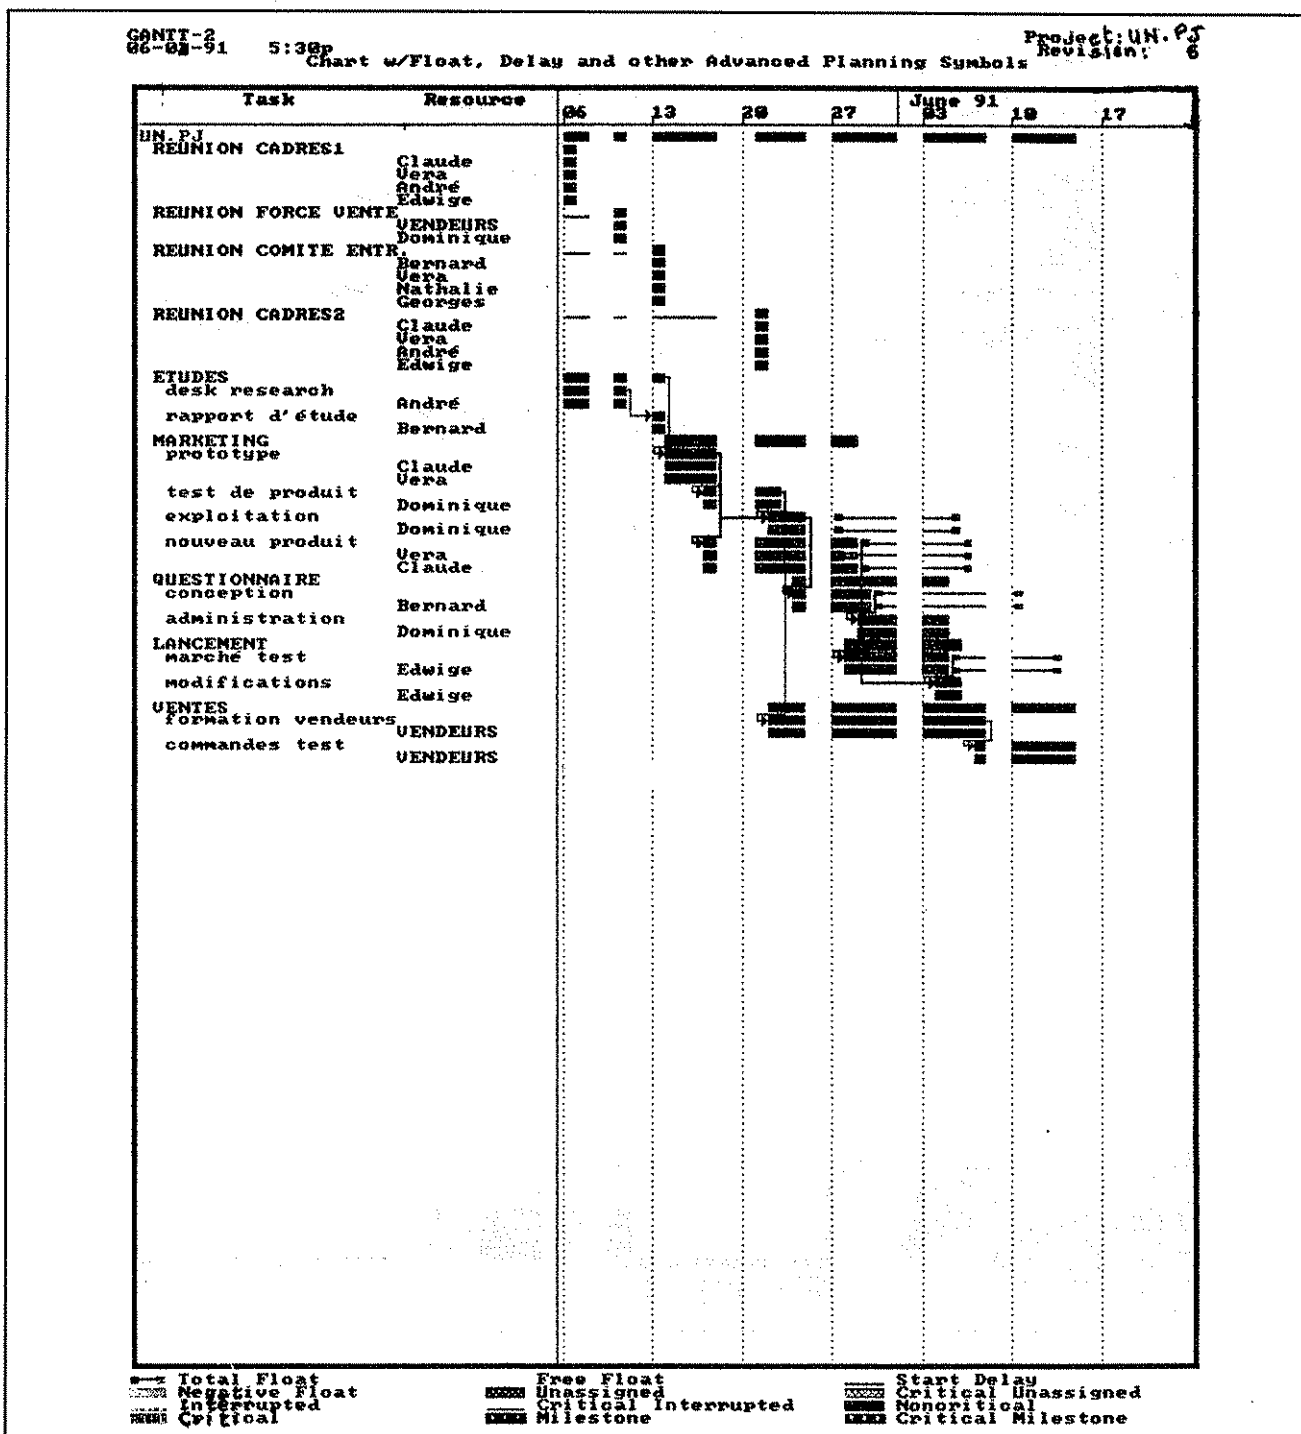 GANTT-2 Project: UN.PJ
06-03-91 5:30p Revision: 6
Chart w/Float, Delay and other Advanced Planning Symbols
Task Resource June 91
06 13 20 27 03 10 17
UN.PJ
REUNION CADRES1
Claude
Vera
André
Edwige
REUNION FORCE VENTE
VENDEURS
Dominique
REUNION COMITE ENTR.
Bernard
Vera
Nathalie
Georges
REUNION CADRES2
Claude
Vera
André
Edwige
ETUDES
desk research
André
rapport d'étude
Bernard
MARKETING
prototype
Claude
Vera
test de produit
Dominique
exploitation
Dominique
nouveau produit
Vera
Claude
QUESTIONNAIRE
conception
Bernard
administration
Dominique
LANCEMENT
marché test
Edwige
modifications
Edwige
VENTES
formation vendeurs
VENDEURS
commandes test
VENDEURS
Total Float Free Float Start Delay
Negative Float Unassigned Critical Unassigned
Interrupted Critical Interrupted Noncritical
Critical Milestone Critical Milestone